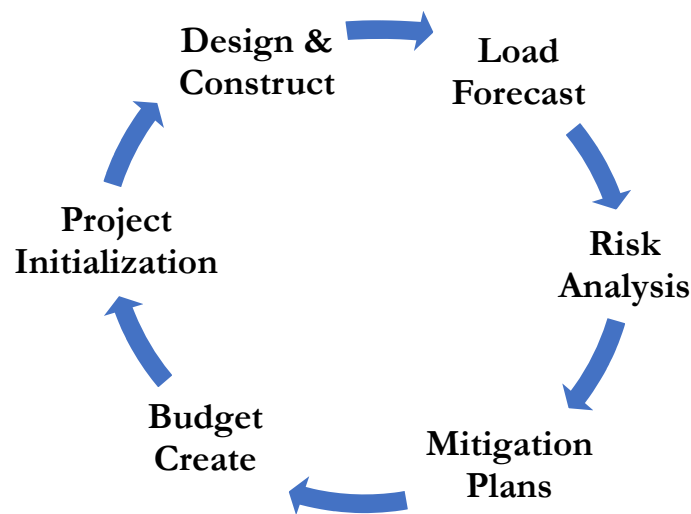 Design &
Construct
Load
Forecast
Risk
Analysis
Mitigation
Plans
Budget
Create
Project
Initialization